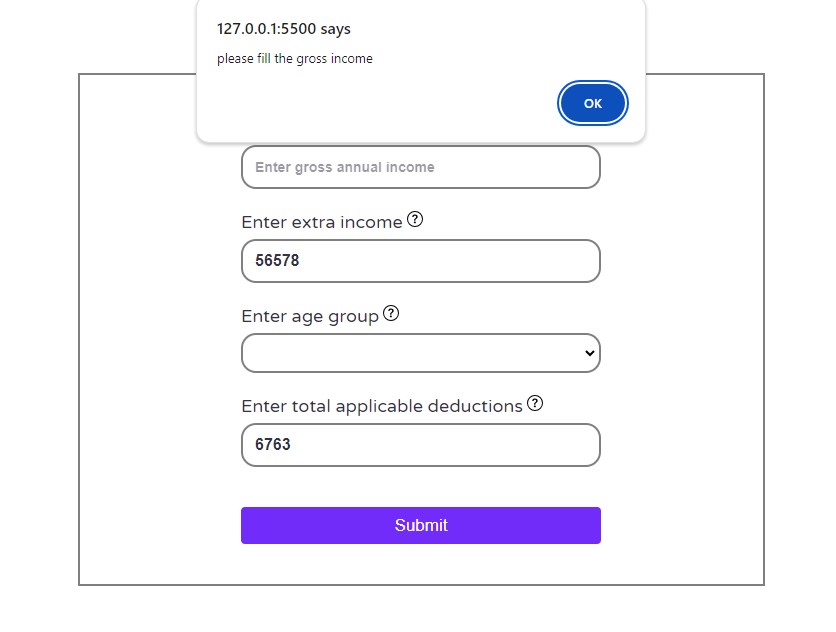 127.0.0.1:5500 says
please fill the gross income
OK
Enter gross annual income
Enter extra income ?
56578
Enter age group ?
Enter total applicable deductions ?
6763
Submit